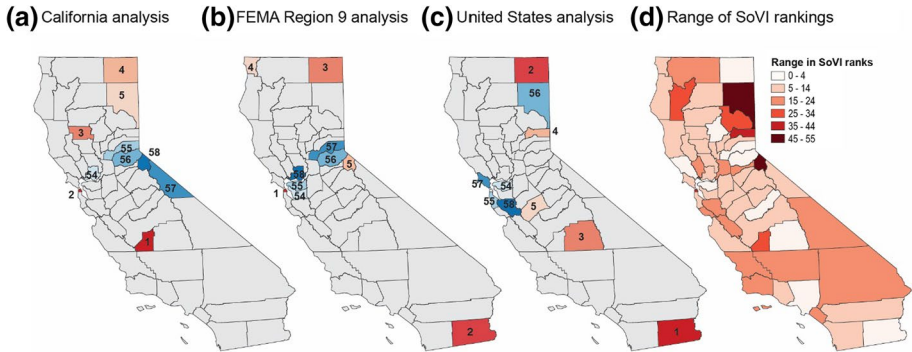 (a) California analysis
(b) FEMA Region 9 analysis
(c) United States analysis
(d) Range of SoVI rankings
4
5
3
55
56
58
57
54
2
1
4
3
57
56
5
58
55
54
1
2
2
56
4
57
54
55
58
5
3
1
Range in SoVI ranks
0 - 4
5 - 14
15 - 24
25 - 34
35 - 44
45 - 55